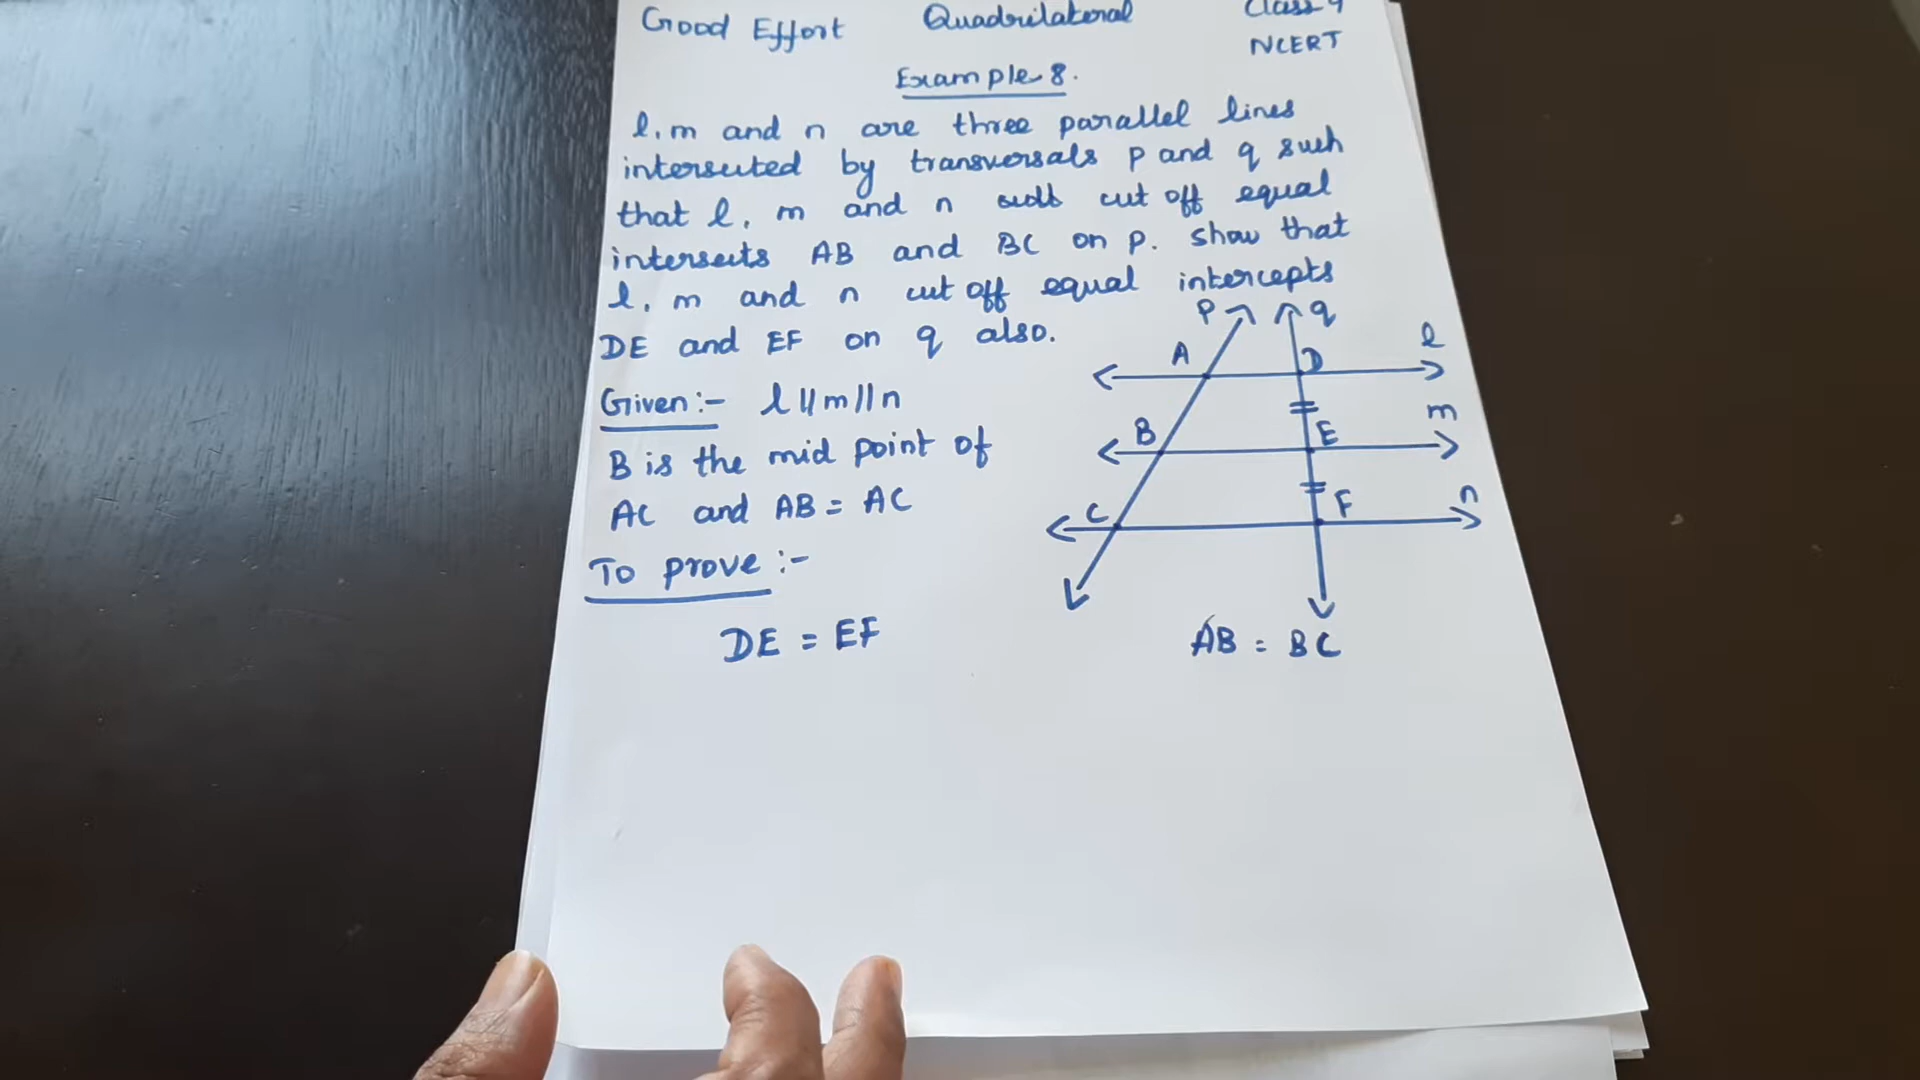 Good Effort Quadrilateral Class 9
NCERT
Example 8.
l, m and n are three parallel lines
intersected by transversals p and q such
that l, m and n cut off equal
intersects AB and BC on p. show that
l, m and n cut off equal intercepts
DE and EF on q also.
Given :- l || m || n
B is the mid point of
AC and AB = AC
To prove :-
DE = EF
P q
l
A D
m
B E
n
C F
AB = BC